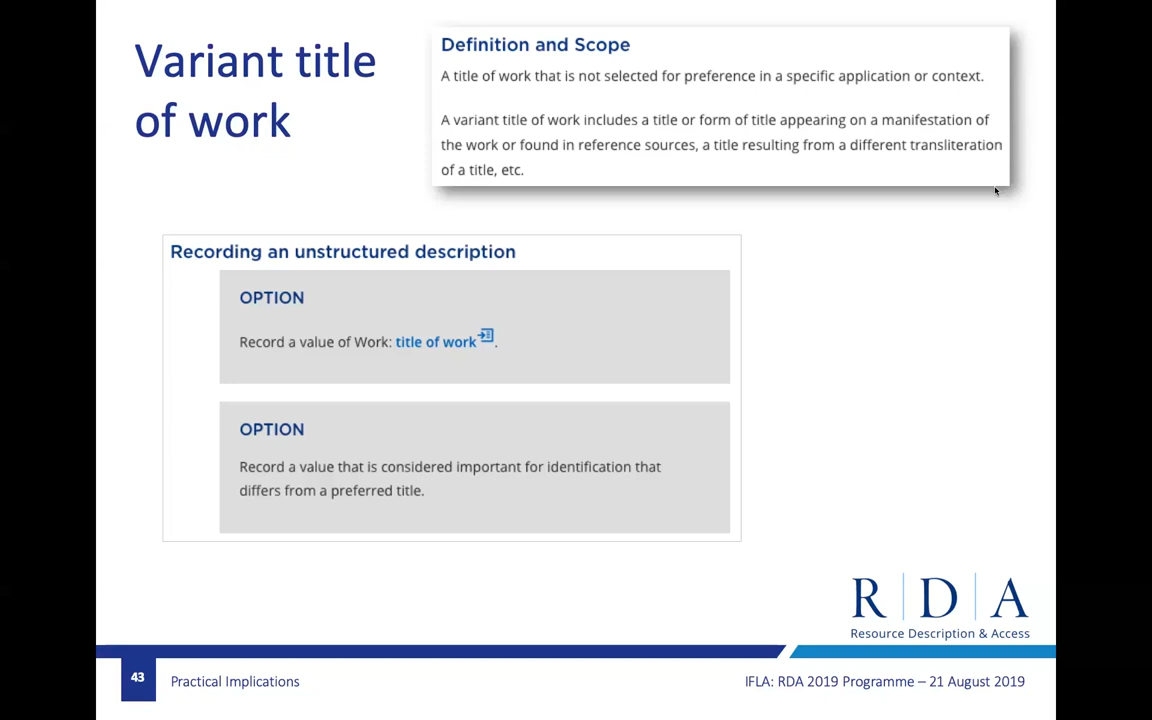 Variant title
of work
Definition and Scope
A title of work that is not selected for preference in a specific application or context.
A variant title of work includes a title or form of title appearing on a manifestation of
the work or found in reference sources, a title resulting from a different transliteration
of a title, etc.
Recording an unstructured description
OPTION
Record a value of Work: title of work.
OPTION
Record a value that is considered important for identification that
differs from a preferred title.
R D A
Resource Description & Access
43
Practical Implications
IFLA: RDA 2019 Programme – 21 August 2019